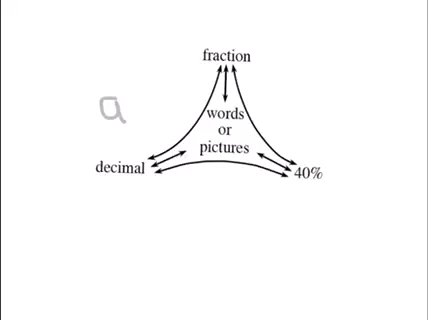 fraction
a
words
or
pictures
decimal
40%